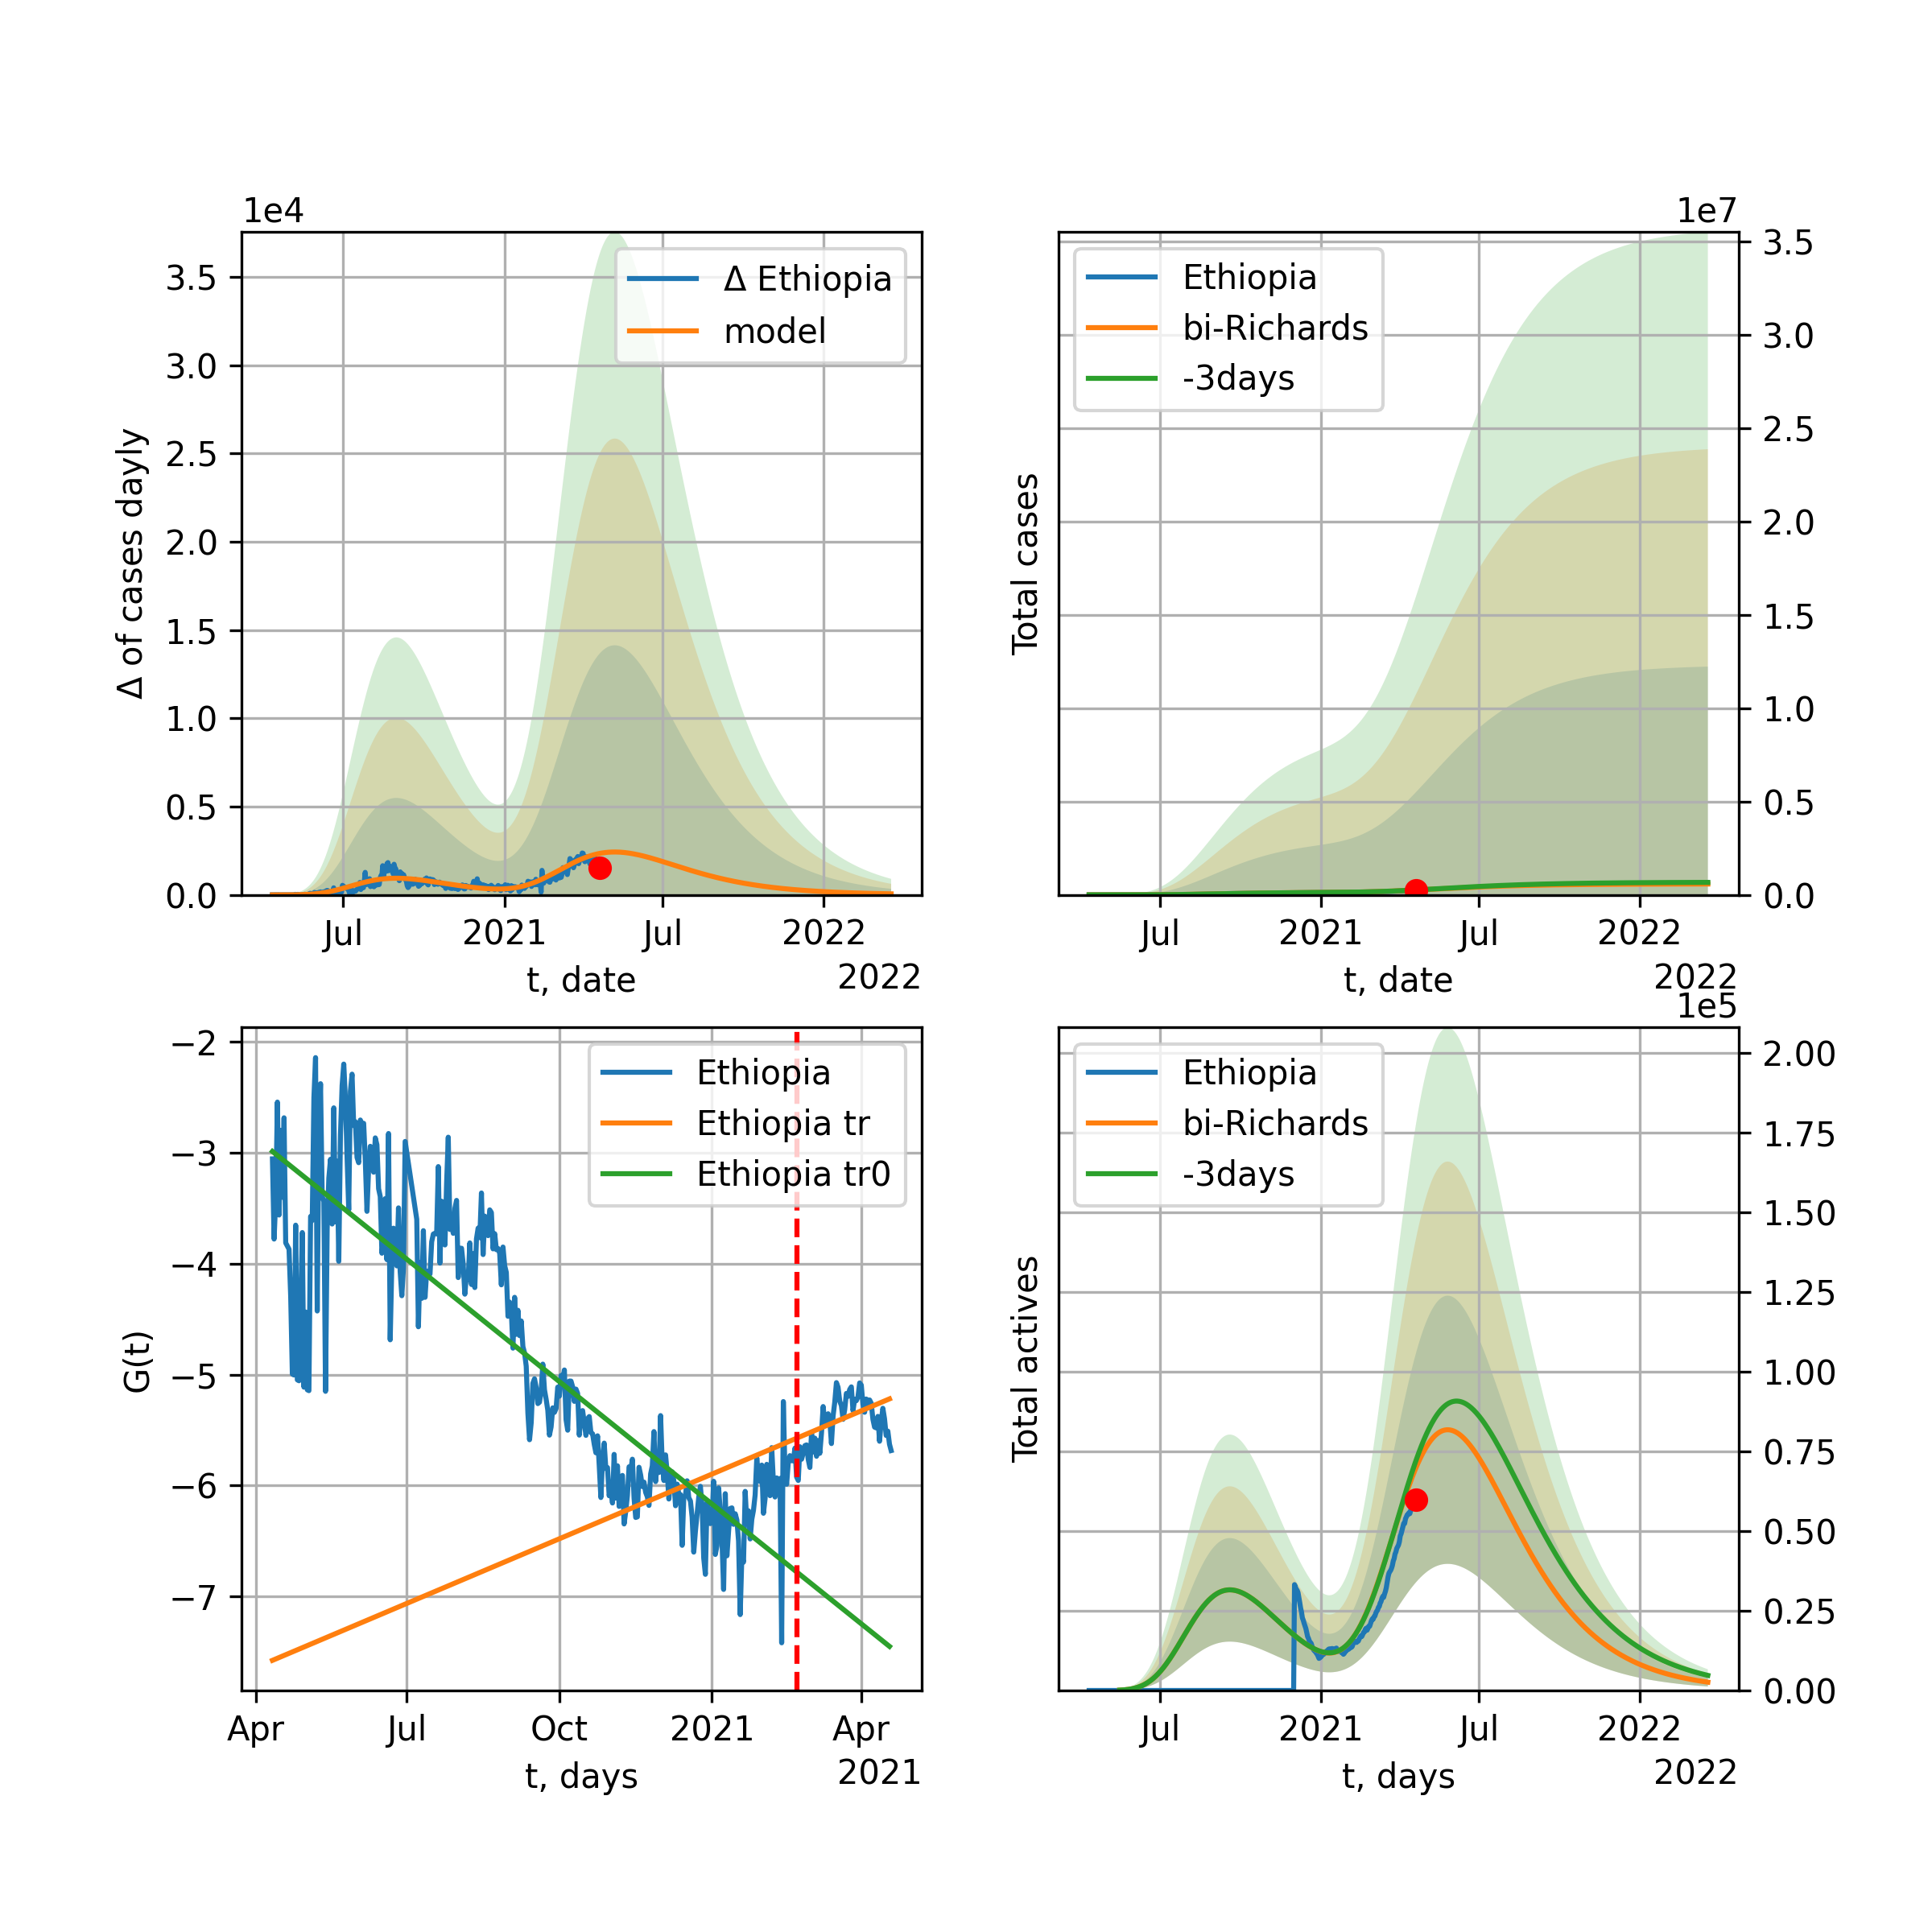 1e4
3.5
3.0
2.5
2.0
1.5
1.0
0.5
0.0
Δ of cases dayly
Δ Ethiopia
model
Jul
2021
Jul
2022
t, date
2022
1e7
3.5
3.0
2.5
2.0
1.5
1.0
0.5
0.0
Total cases
Ethiopia
bi-Richards
-3days
Jul
2021
Jul
2022
t, date
2022
−2
−3
−4
−5
−6
−7
G(t)
Ethiopia
Ethiopia tr
Ethiopia tr0
Apr
Jul
Oct
2021
Apr
t, days
2021
1e5
2.00
1.75
1.50
1.25
1.00
0.75
0.50
0.25
0.00
Total actives
Ethiopia
bi-Richards
-3days
Jul
2021
Jul
2022
t, days
2022